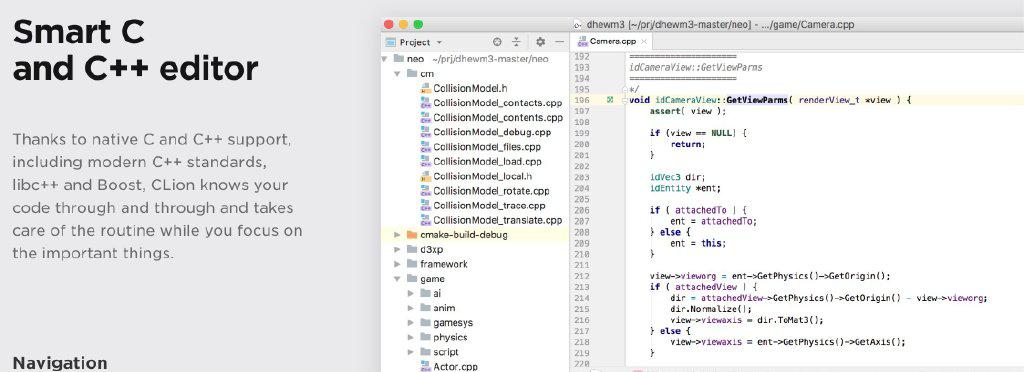 Smart C
and C++ editor
Thanks to native C and C++ support,
including modern C++ standards,
libc++ and Boost, CLion knows your
code through and through and takes
care of the routine while you focus on
the important things.
Navigation
dhewm3 [~/prj/dhewm3-master/neo] - .../game/Camera.cpp
Project
neo ~/prj/dhewm3-master/neo
cm
CollisionModel.h
CollisionModel_contacts.cpp
CollisionModel_contents.cpp
CollisionModel_debug.cpp
CollisionModel_files.cpp
CollisionModel_load.cpp
CollisionModel_local.h
CollisionModel_rotate.cpp
CollisionModel_trace.cpp
CollisionModel_translate.cpp
cmake-build-debug
d3xp
framework
game
ai
anim
gamesys
physics
script
Actor.cpp
Camera.cpp
192 =====================
193 idCameraView::GetViewParms
194 =====================
195 */
196 void idCameraView::GetViewParms( renderView_t *view ) {
197 assert( view );
198
199 if (view == NULL) {
200 return;
201 }
202
203 idVec3 dir;
204 idEntity *ent;
205
206 if ( attachedTo ) {
207 ent = attachedTo;
208 } else {
209 ent = this;
210 }
211
212 view->vieworg = ent->GetPhysics()->GetOrigin();
213 if ( attachedView ) {
214 dir = attachedView->GetPhysics()->GetOrigin() - view->vieworg;
215 dir.Normalize();
216 view->viewaxis = dir.ToMat3();
217 } else {
218 view->viewaxis = ent->GetPhysics()->GetAxis();
219 }
220